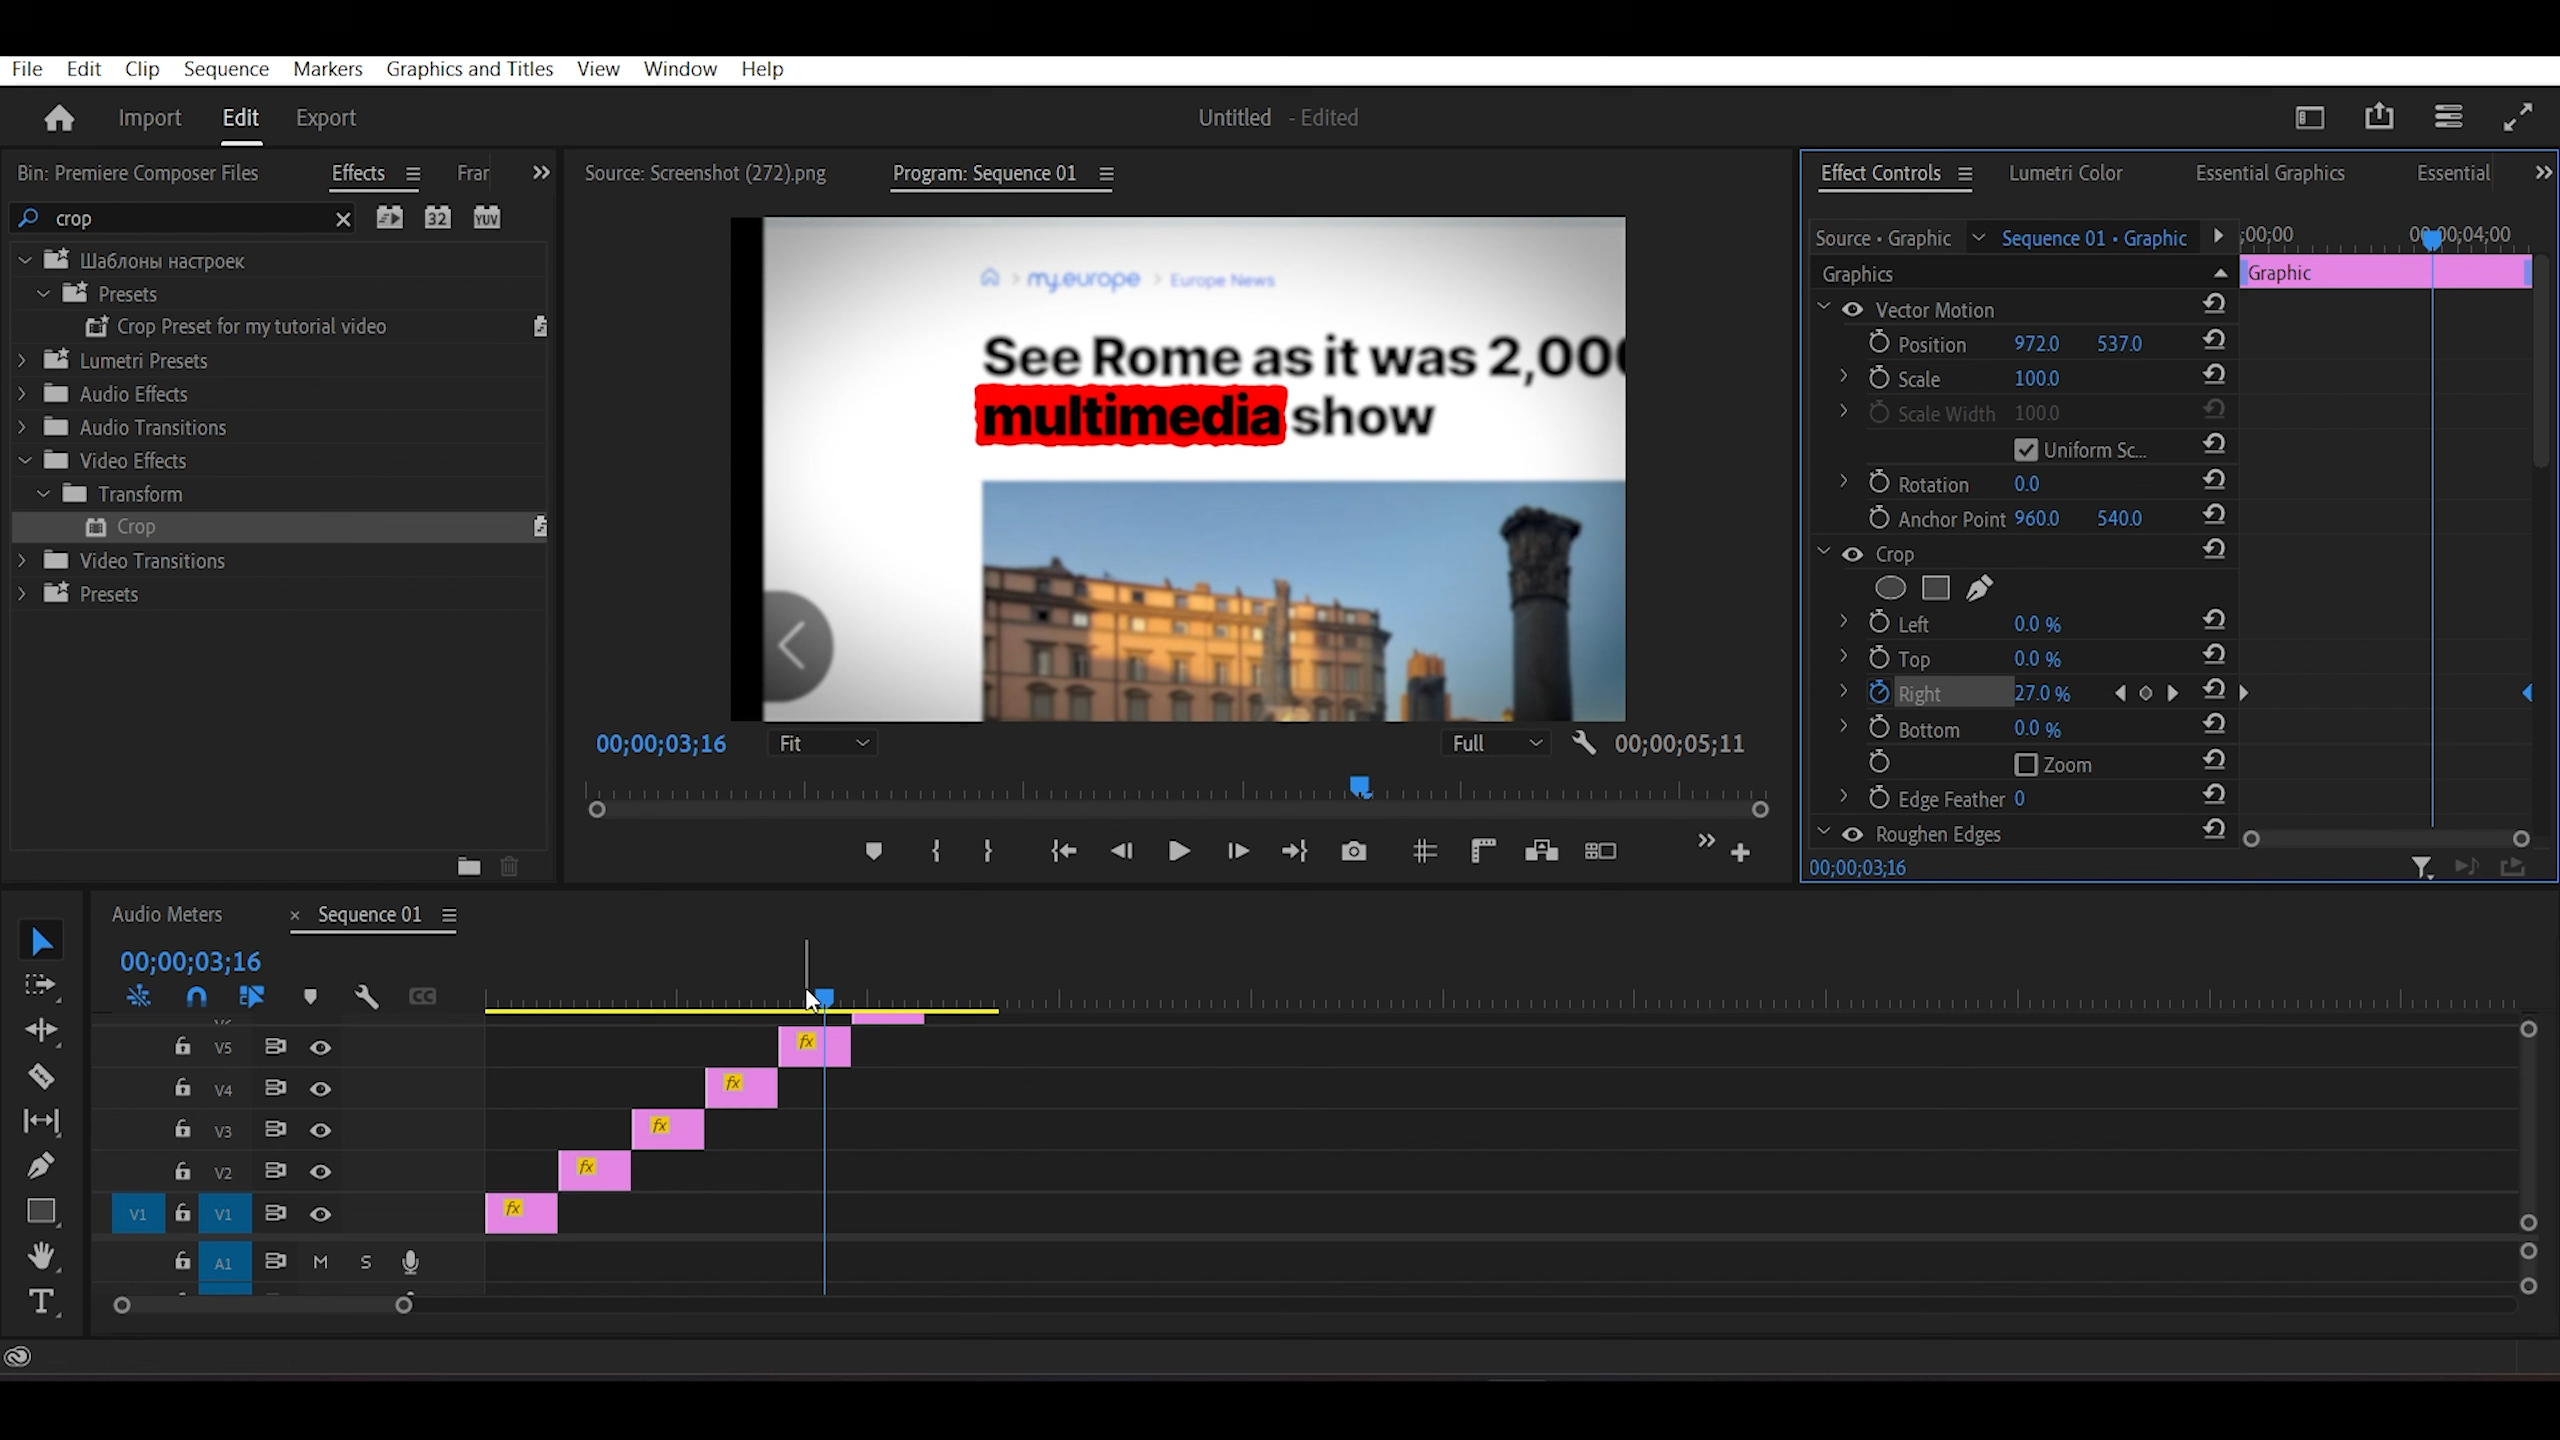 File Edit Clip Sequence Markers Graphics and Titles View Window Help
Import Edit Export
Untitled - Edited
Bin: Premiere Composer Files Effects
crop
32 YUV
Шаблоны настроек
Presets
Crop Preset for my tutorial video
Lumetri Presets
Audio Effects
Audio Transitions
Video Effects
Transform
Crop
Video Transitions
Presets
Source: Screenshot (272).png Program: Sequence 01
my.europe Europe News
See Rome as it was 2,000
multimedia show
00;00;03;16 Fit Full 00;00;05;11
Effect Controls Lumetri Color Essential Graphics Essential
Source • Graphic Sequence 01 • Graphic
;00;00 00;00;04;00
Graphics
Graphic
Vector Motion
Position 972.0 537.0
Scale 100.0
Scale Width 100.0
Uniform Sc...
Rotation 0.0
Anchor Point 960.0 540.0
Crop
Left 0.0 %
Top 0.0 %
Right 27.0 %
Bottom 0.0 %
Zoom
Edge Feather 0
Roughen Edges
00;00;03;16
Audio Meters × Sequence 01
00;00;03;16
CC
V5 fx
V4 fx
V3 fx
V2 fx
V1 V1 fx
A1 M S
T